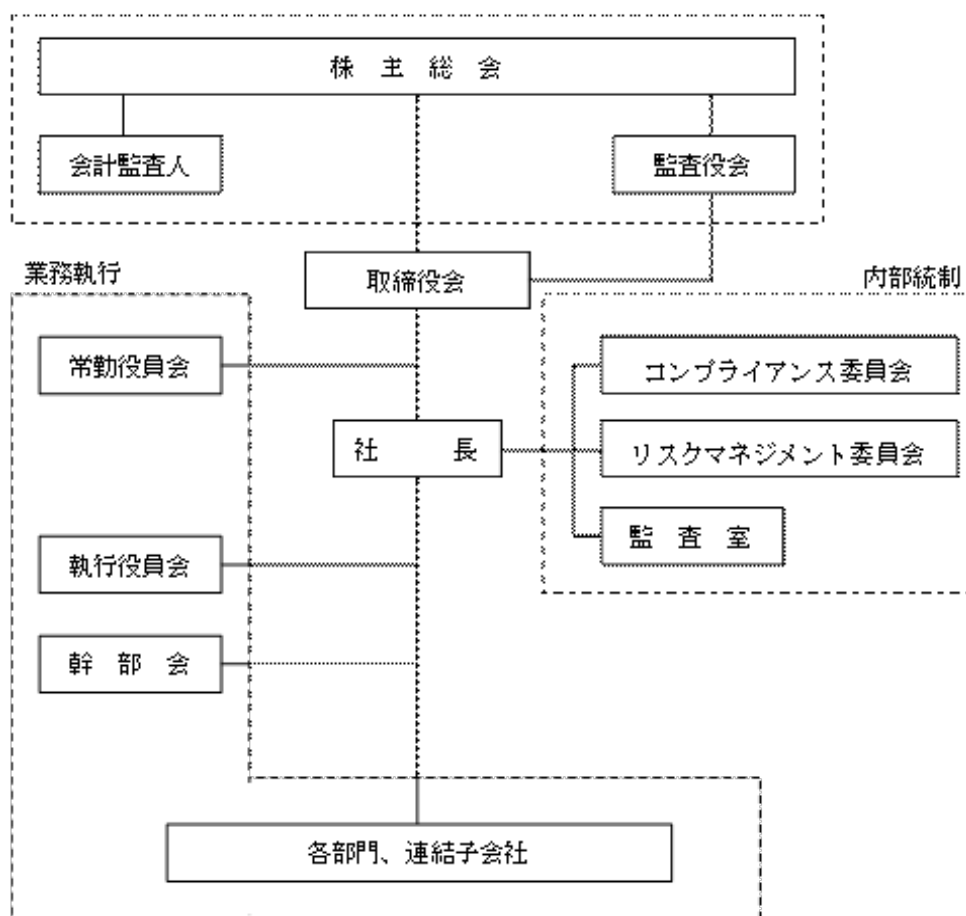 株主総会
会計監査人
監査役会
取締役会
業務執行
内部統制
常勤役員会
コンプライアンス委員会
社長
リスクマネジメント委員会
監査室
執行役員会
幹部会
各部門、連結子会社